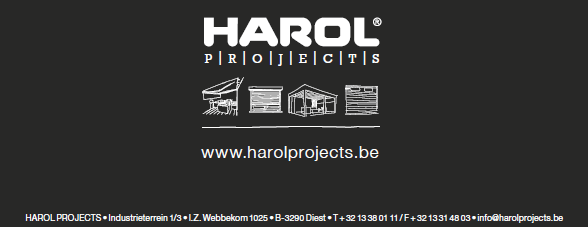 HAROL®
P|R|O|J|E|C|T|S
www.harolprojects.be
HAROL PROJECTS • Industrieterrein 1/3 • I.Z. Webbekom 1025 • B-3290 Diest • T + 32 13 38 01 11 / F + 32 13 31 48 03 • info@harolprojects.be